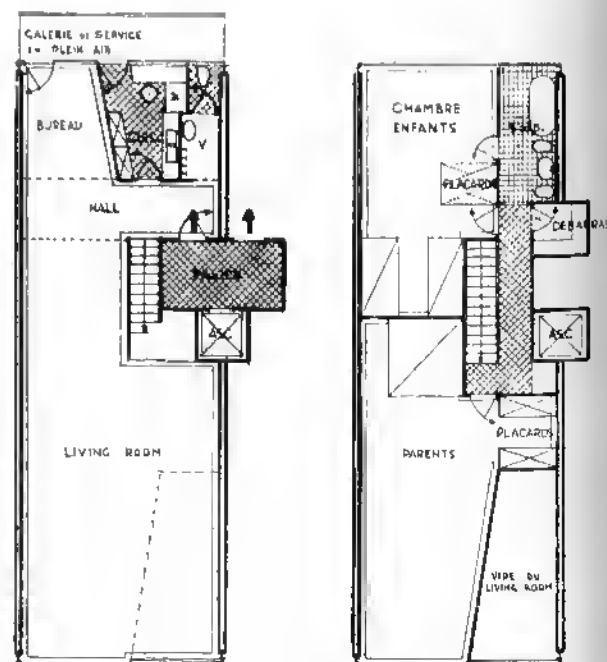 GALERIE DE SERVICE
EN PLEIN AIR
BUREAU
V
HALL
PALIER
ASC
LIVING ROOM
CHAMBRE
ENFANTS
PLACARDS
DEBARRAS
ASC
PLACARDS
PARENTS
VIDE DU
LIVING ROOM